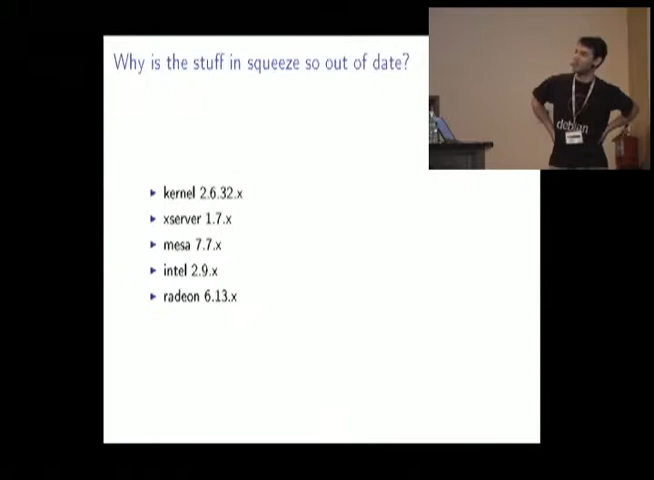 Why is the stuff in squeeze so out of date?
kernel 2.6.32.x
xserver 1.7.x
mesa 7.7.x
intel 2.9.x
radeon 6.13.x
debian